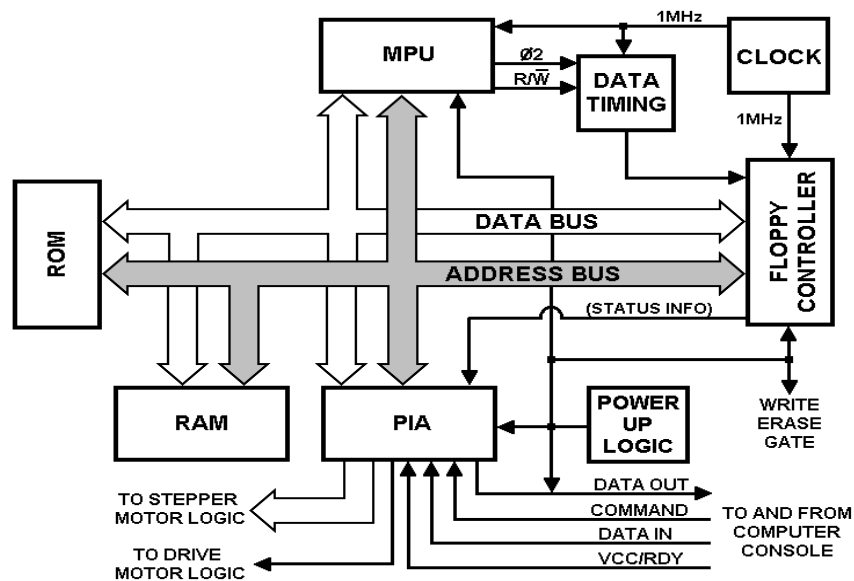 1MHz
MPU
CLOCK
Ø2
R/W̅
DATA
TIMING
1MHz
ROM
FLOPPY
CONTROLLER
DATA BUS
ADDRESS BUS
(STATUS INFO)
RAM
PIA
POWER
UP
LOGIC
WRITE
ERASE
GATE
TO STEPPER
MOTOR LOGIC
DATA OUT
COMMAND
DATA IN
VCC/RDY
TO AND FROM
COMPUTER
CONSOLE
TO DRIVE
MOTOR LOGIC